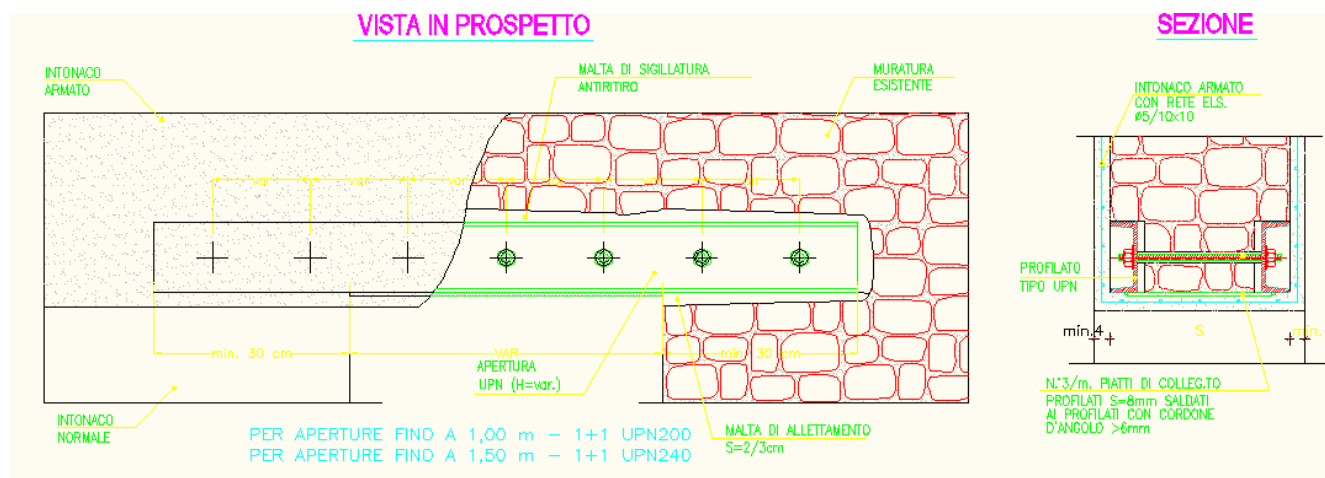 VISTA IN PROSPETTO
SEZIONE
INTONACO
ARMATO
MALTA DI SIGILLATURA
ANTIRITIRO
MURATURA
ESISTENTE
INTONACO ARMATO
CON RETE ELS.
Ø5/10x10
var var var var var
PROFILATO
TIPO UPN
min.4 S min.
min. 30 cm VAR min. 30 cm
APERTURA
UPN (H=var.)
N.°3/m. PIATTI DI COLLEG.TO
PROFILATI S=8mm SALDATI
AI PROFILATI CON CORDONE
D'ANGOLO >6mm
INTONACO
NORMALE
MALTA DI ALLETTAMENTO
S=2/3cm
PER APERTURE FINO A 1,00 m – 1+1 UPN200
PER APERTURE FINO A 1,50 m – 1+1 UPN240